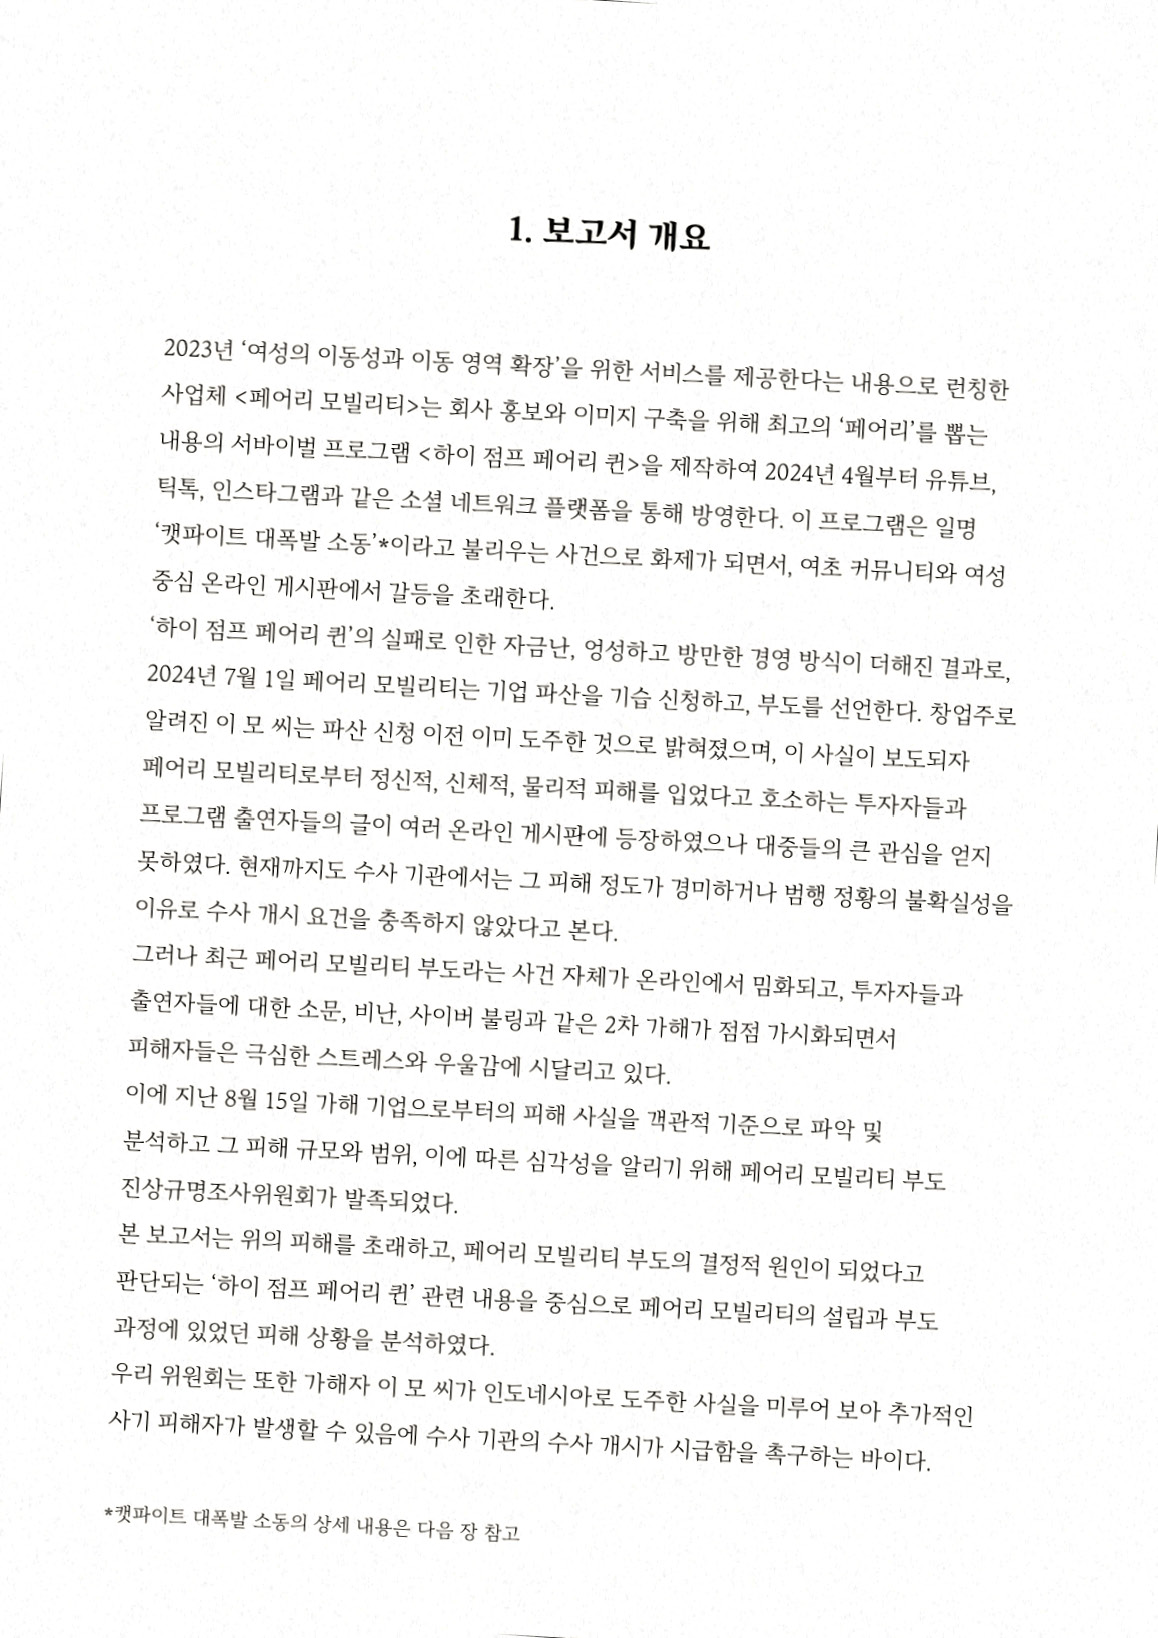 1. 보고서 개요
2023년 ‘여성의 이동성과 이동 영역 확장’을 위한 서비스를 제공한다는 내용으로 런칭한
사업체 <페어리 모빌리티>는 회사 홍보와 이미지 구축을 위해 최고의 ‘페어리’를 뽑는
내용의 서바이벌 프로그램 <하이 점프 페어리 퀸>을 제작하여 2024년 4월부터 유튜브,
틱톡, 인스타그램과 같은 소셜 네트워크 플랫폼을 통해 방영한다. 이 프로그램은 일명
‘캣파이트 대폭발 소동’*이라고 불리우는 사건으로 화제가 되면서, 여초 커뮤니티와 여성
중심 온라인 게시판에서 갈등을 초래한다.
‘하이 점프 페어리 퀸’의 실패로 인한 자금난, 엉성하고 방만한 경영 방식이 더해진 결과로,
2024년 7월 1일 페어리 모빌리티는 기업 파산을 기습 신청하고, 부도를 선언한다. 창업주로
알려진 이 모 씨는 파산 신청 이전 이미 도주한 것으로 밝혀졌으며, 이 사실이 보도되자
페어리 모빌리티로부터 정신적, 신체적, 물리적 피해를 입었다고 호소하는 투자자들과
프로그램 출연자들의 글이 여러 온라인 게시판에 등장하였으나 대중들의 큰 관심을 얻지
못하였다. 현재까지도 수사 기관에서는 그 피해 정도가 경미하거나 범행 정황의 불확실성을
이유로 수사 개시 요건을 충족하지 않았다고 본다.
그러나 최근 페어리 모빌리티 부도라는 사건 자체가 온라인에서 밈화되고, 투자자들과
출연자들에 대한 소문, 비난, 사이버 불링과 같은 2차 가해가 점점 가시화되면서
피해자들은 극심한 스트레스와 우울감에 시달리고 있다.
이에 지난 8월 15일 가해 기업으로부터의 피해 사실을 객관적 기준으로 파악 및
분석하고 그 피해 규모와 범위, 이에 따른 심각성을 알리기 위해 페어리 모빌리티 부도
진상규명조사위원회가 발족되었다.
본 보고서는 위의 피해를 초래하고, 페어리 모빌리티 부도의 결정적 원인이 되었다고
판단되는 ‘하이 점프 페어리 퀸’ 관련 내용을 중심으로 페어리 모빌리티의 설립과 부도
과정에 있었던 피해 상황을 분석하였다.
우리 위원회는 또한 가해자 이 모 씨가 인도네시아로 도주한 사실을 미루어 보아 추가적인
사기 피해자가 발생할 수 있음에 수사 기관의 수사 개시가 시급함을 촉구하는 바이다.
*캣파이트 대폭발 소동의 상세 내용은 다음 장 참고